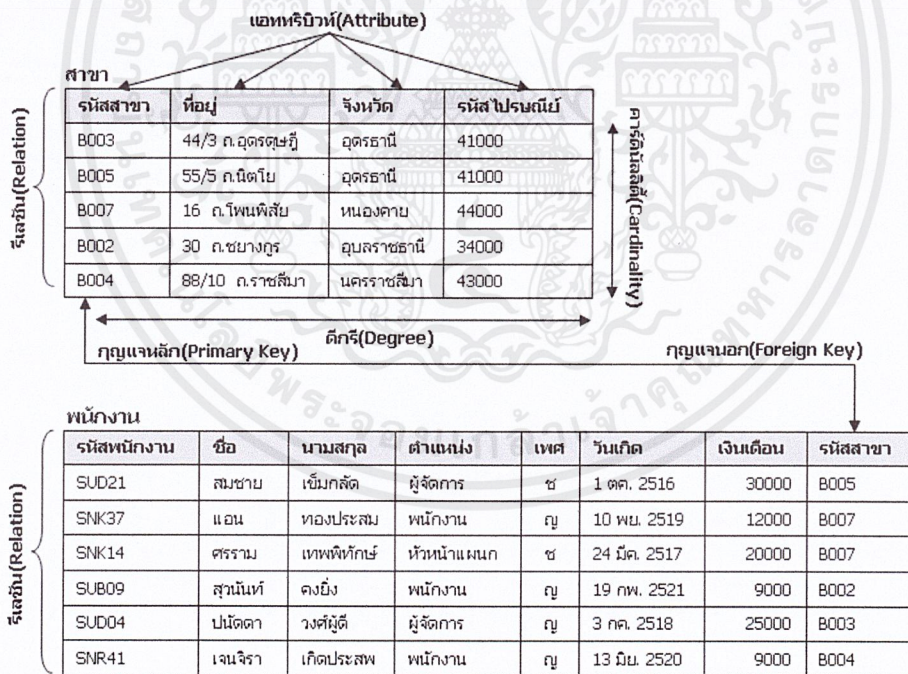 แอททริบิวท์(Attribute)
สาขา
รหัสสาขา ที่อยู่ จังหวัด รหัสไปรษณีย์
B003 44/3 ถ.อุดรดุษฎี อุดรธานี 41000
B005 55/5 ถ.นิตโย อุดรธานี 41000
B007 16 ถ.โพนพิสัย หนองคาย 44000
B002 30 ถ.ชยางกูร อุบลราชธานี 34000
B004 88/10 ถ.ราชสีมา นครราชสีมา 43000
รีเลชัน(Relation)
คาร์ดินัลลิตี้(Cardinality)
ดีกรี(Degree)
กุญแจหลัก(Primary Key)
กุญแจนอก(Foreign Key)
พนักงาน
รหัสพนักงาน ชื่อ นามสกุล ตำแหน่ง เพศ วันเกิด เงินเดือน รหัสสาขา
SUD21 สมชาย เข็มกลัด ผู้จัดการ ช 1 ตค. 2516 30000 B005
SNK37 แอน ทองประสม พนักงาน ญ 10 พย. 2519 12000 B007
SNK14 ศรราม เทพพิทักษ์ หัวหน้าแผนก ช 24 มีค. 2517 20000 B007
SUB09 สุวนันท์ คงยิ่ง พนักงาน ญ 19 กพ. 2521 9000 B002
SUD04 ปนัดดา วงศ์ผู้ดี ผู้จัดการ ญ 3 กค. 2518 25000 B003
SNR41 เจนจิรา เกิดประสพ พนักงาน ญ 13 มิย. 2520 9000 B004
รีเลชัน(Relation)